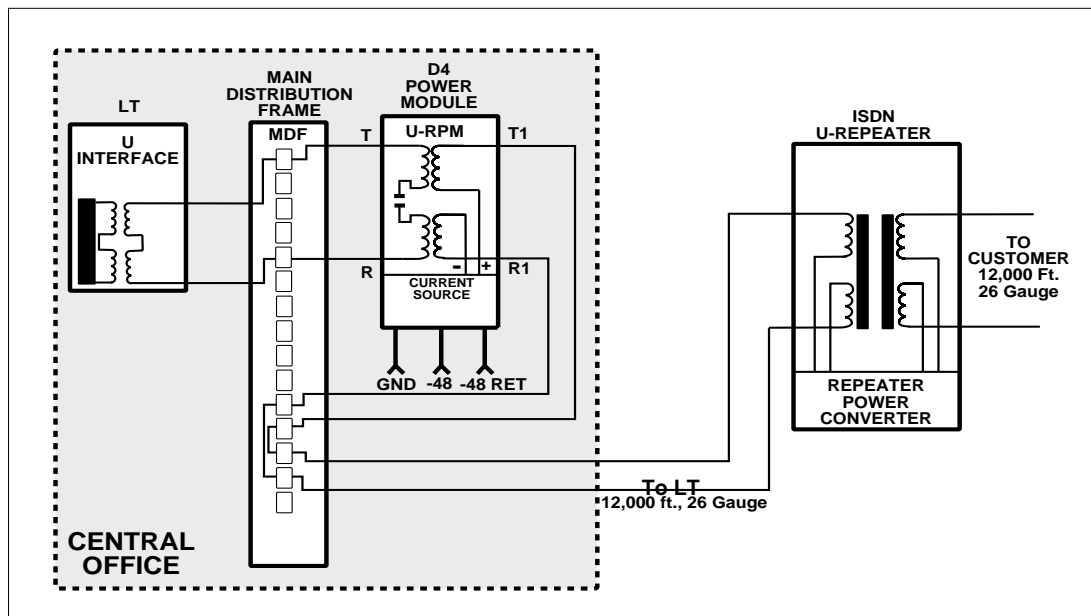 LT
U
INTERFACE
MAIN
DISTRIBUTION
FRAME
MDF
D4
POWER
MODULE
T
U-RPM
T1
R
- +
R1
CURRENT
SOURCE
GND
-48
-48 RET
ISDN
U-REPEATER
TO
CUSTOMER
12,000 Ft.
26 Gauge
REPEATER
POWER
CONVERTER
To LT
12,000 ft., 26 Gauge
CENTRAL
OFFICE